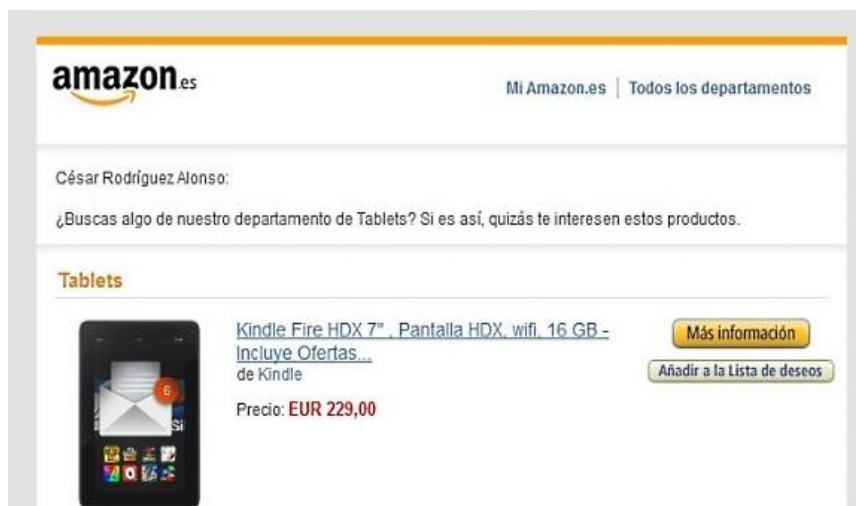 amazon.es
Mi Amazon.es | Todos los departamentos
César Rodríguez Alonso:
¿Buscas algo de nuestro departamento de Tablets? Si es así, quizás te interesen estos productos.
Tablets
Kindle Fire HDX 7" , Pantalla HDX, wifi, 16 GB -
Incluye Ofertas...
de Kindle
Precio: EUR 229,00
Más información
Añadir a la Lista de deseos
6
Si